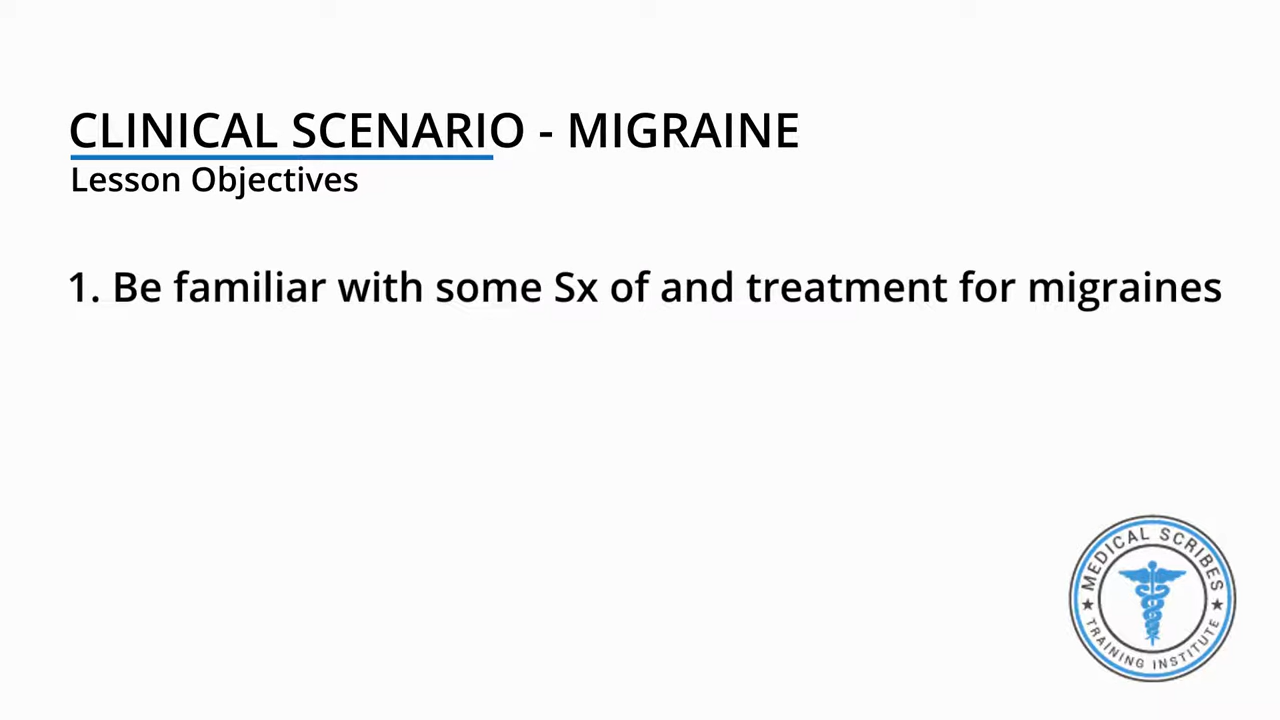 CLINICAL SCENARIO - MIGRAINE
Lesson Objectives
1. Be familiar with some Sx of and treatment for migraines
MEDICAL SCRIBES
TRAINING INSTITUTE